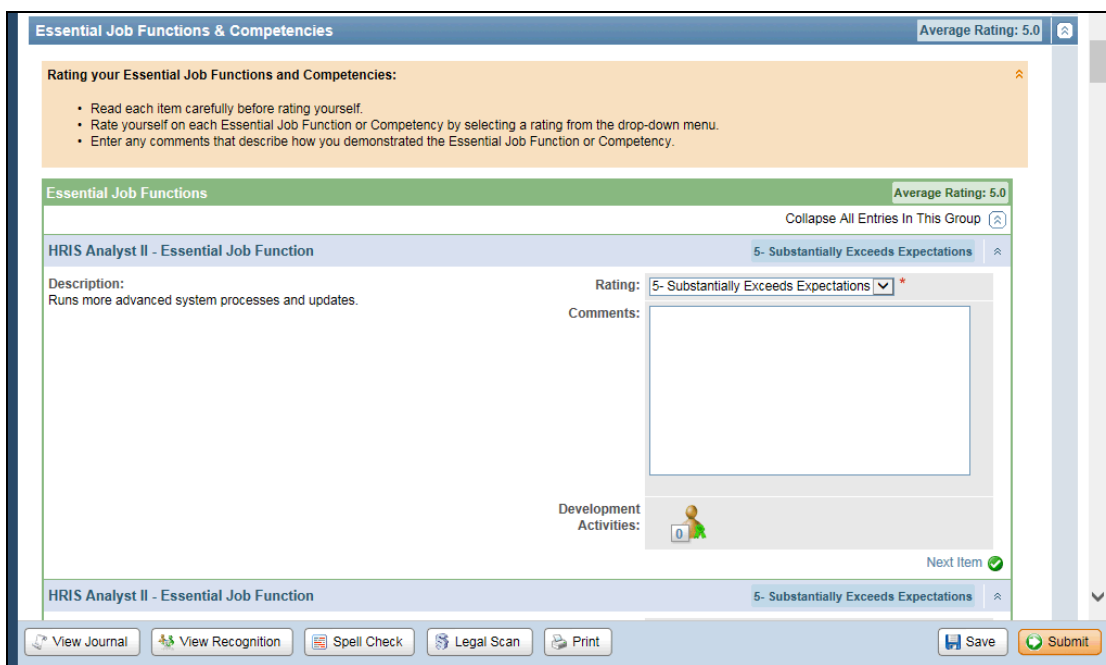 Essential Job Functions & Competencies Average Rating: 5.0
Rating your Essential Job Functions and Competencies:
• Read each item carefully before rating yourself.
• Rate yourself on each Essential Job Function or Competency by selecting a rating from the drop-down menu.
• Enter any comments that describe how you demonstrated the Essential Job Function or Competency.
Essential Job Functions Average Rating: 5.0
Collapse All Entries In This Group
HRIS Analyst II - Essential Job Function 5- Substantially Exceeds Expectations
Description:
Runs more advanced system processes and updates.
Rating: 5- Substantially Exceeds Expectations *
Comments:
Development
Activities:
0
Next Item
HRIS Analyst II - Essential Job Function 5- Substantially Exceeds Expectations
View Journal View Recognition Spell Check Legal Scan Print Save Submit